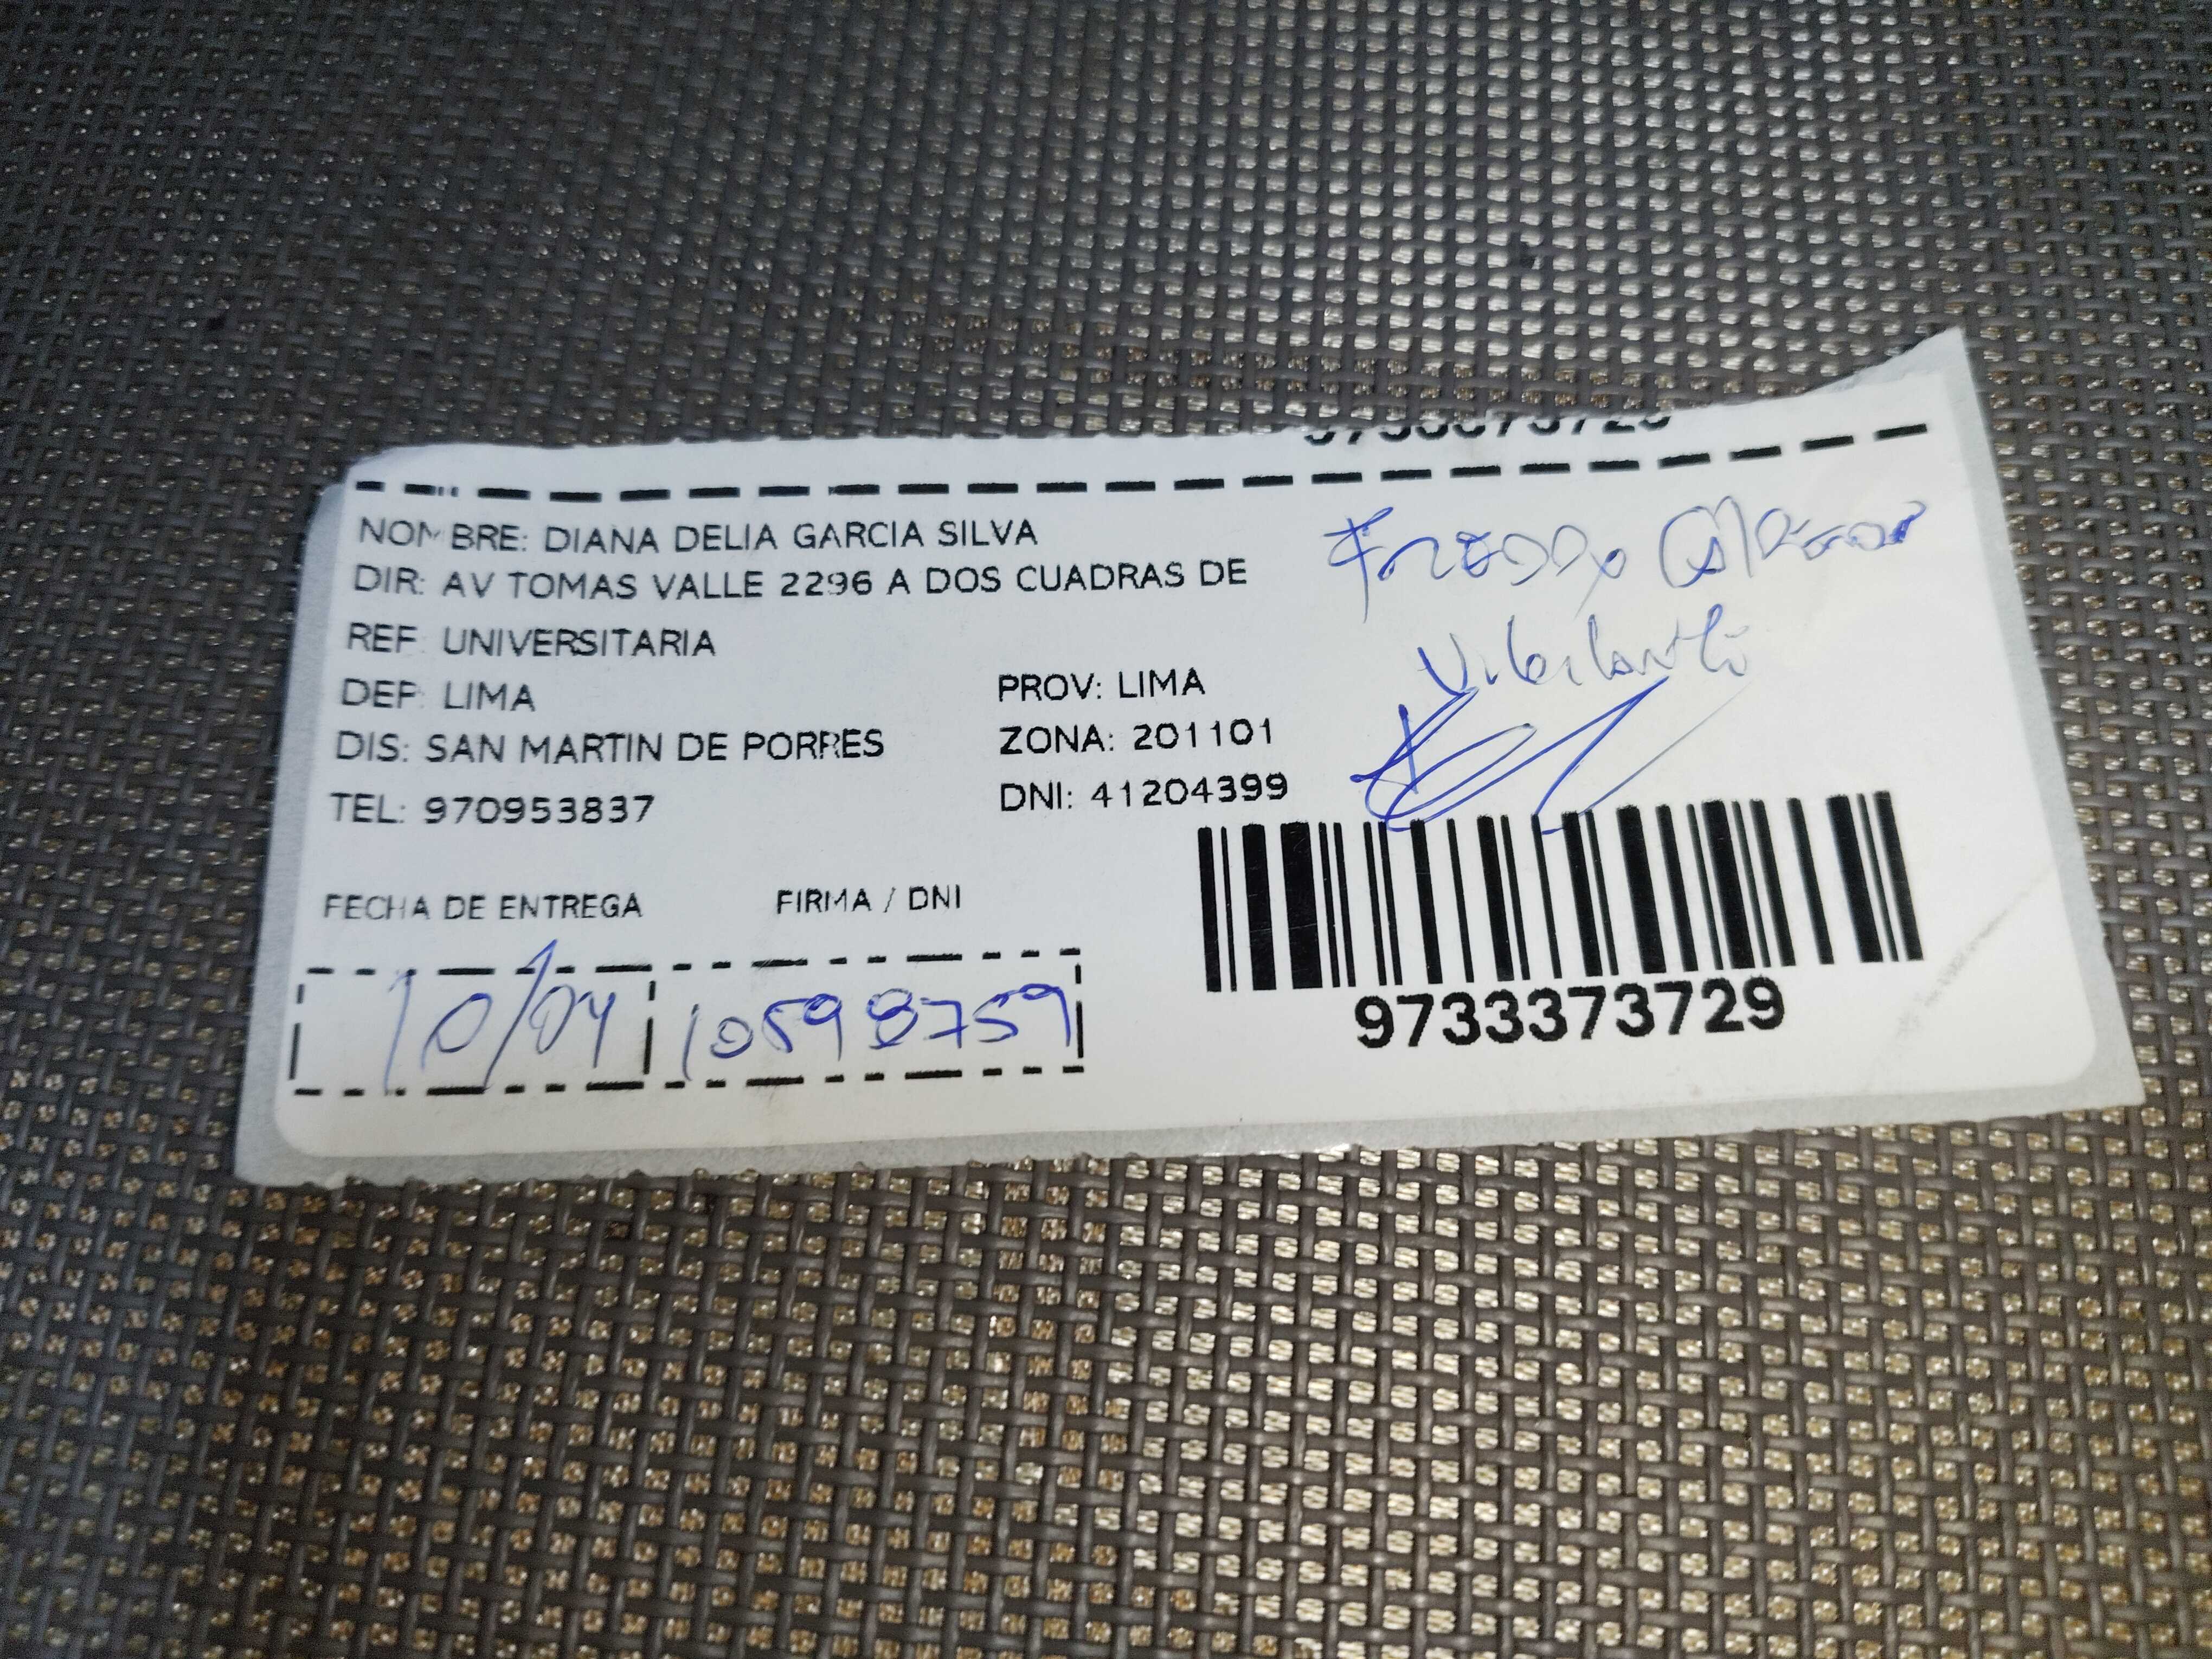 NOMBRE: DIANA DELIA GARCIA SILVA
DIR: AV TOMAS VALLE 2296 A DOS CUADRAS DE
REF: UNIVERSITARIA
DEP: LIMA
PROV: LIMA
DIS: SAN MARTIN DE PORRES
ZONA: 201101
TEL: 970953837
DNI: 41204399
Freddy
Vigilante
FECHA DE ENTREGA
FIRMA / DNI
10/04
10598759
9733373729